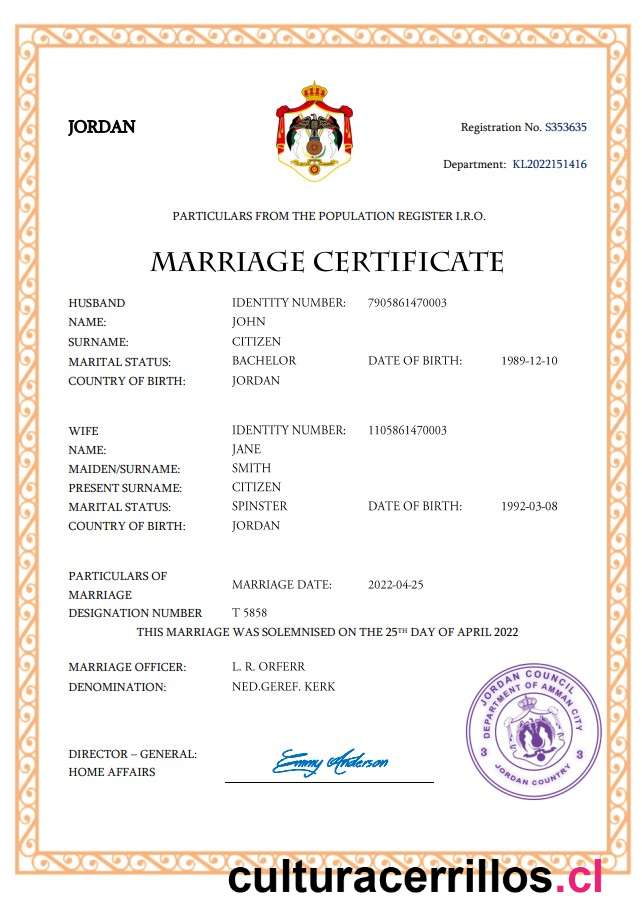 JORDAN
Registration No. S353635
Department: KL2022151416
PARTICULARS FROM THE POPULATION REGISTER I.R.O.
MARRIAGE CERTIFICATE
HUSBAND IDENTITY NUMBER: 7905861470003
NAME: JOHN
SURNAME: CITIZEN
MARITAL STATUS: BACHELOR DATE OF BIRTH: 1989-12-10
COUNTRY OF BIRTH: JORDAN
WIFE IDENTITY NUMBER: 1105861470003
NAME: JANE
MAIDEN/SURNAME: SMITH
PRESENT SURNAME: CITIZEN
MARITAL STATUS: SPINSTER DATE OF BIRTH: 1992-03-08
COUNTRY OF BIRTH: JORDAN
PARTICULARS OF
MARRIAGE MARRIAGE DATE: 2022-04-25
DESIGNATION NUMBER T 5858
THIS MARRIAGE WAS SOLEMNISED ON THE 25TH DAY OF APRIL 2022
MARRIAGE OFFICER: L. R. ORFERR
DENOMINATION: NED.GEREF. KERK
JORDAN COUNCIL
DEPARTMENT OF AMMAN CITY
3 3
JORDAN COUNTRY
DIRECTOR – GENERAL:
HOME AFFAIRS
Emmy Anderson
culturacerrillos.cl